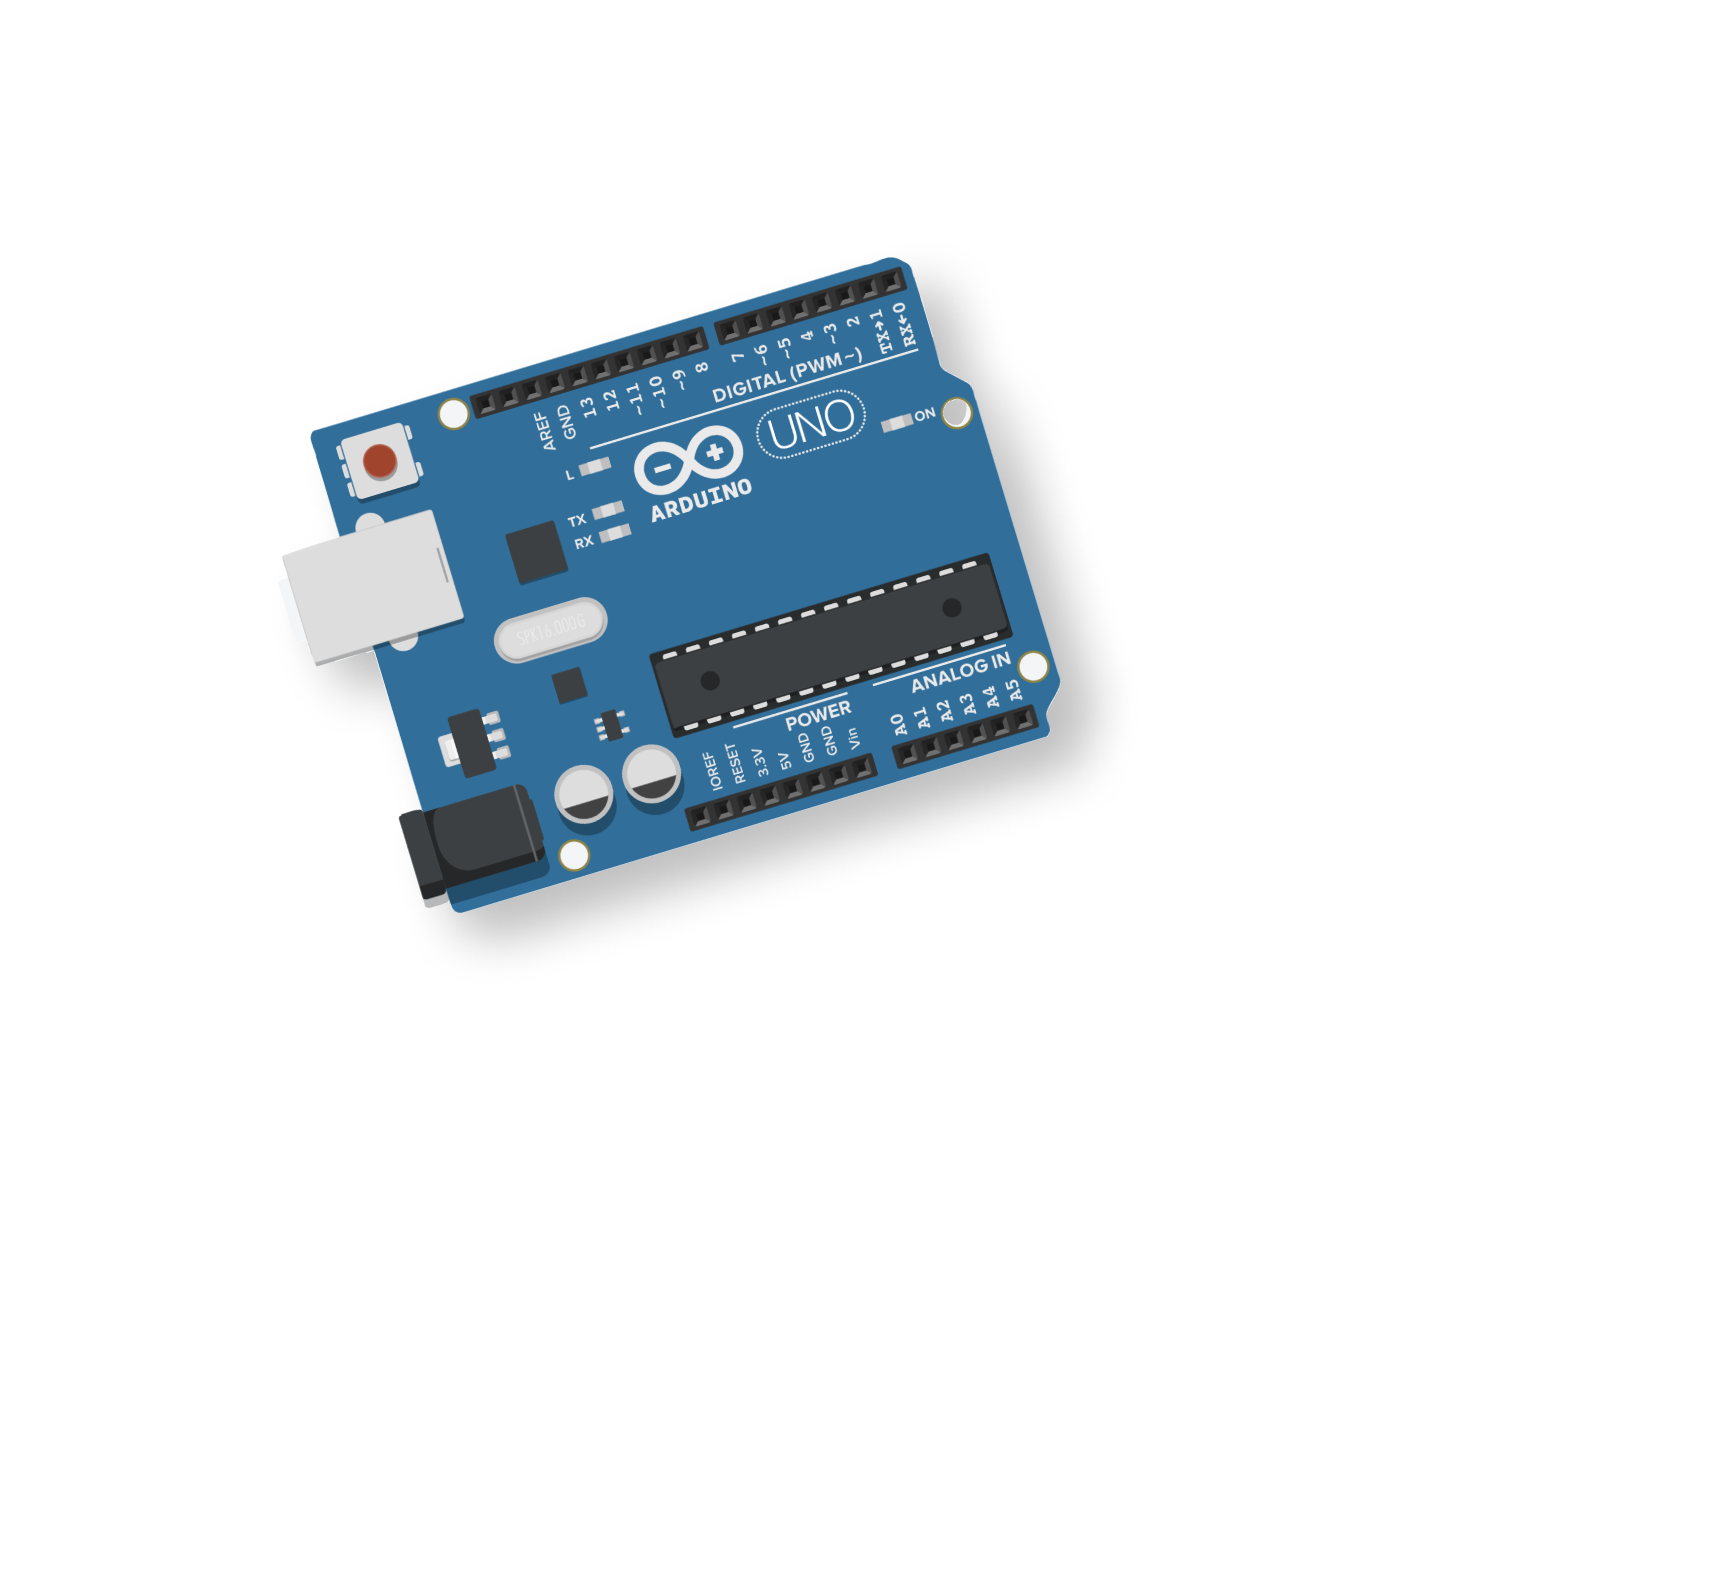 AREF
GND
13
12
~11
~10
~9
8
7
~6
~5
4
~3
2
TX→1
RX←0
DIGITAL (PWM~)
L
TX
RX
ARDUINO
UNO
ON
SPK16.000G
ANALOG IN
POWER
IOREF
RESET
3.3V
5V
GND
GND
Vin
A0
A1
A2
A3
A4
A5